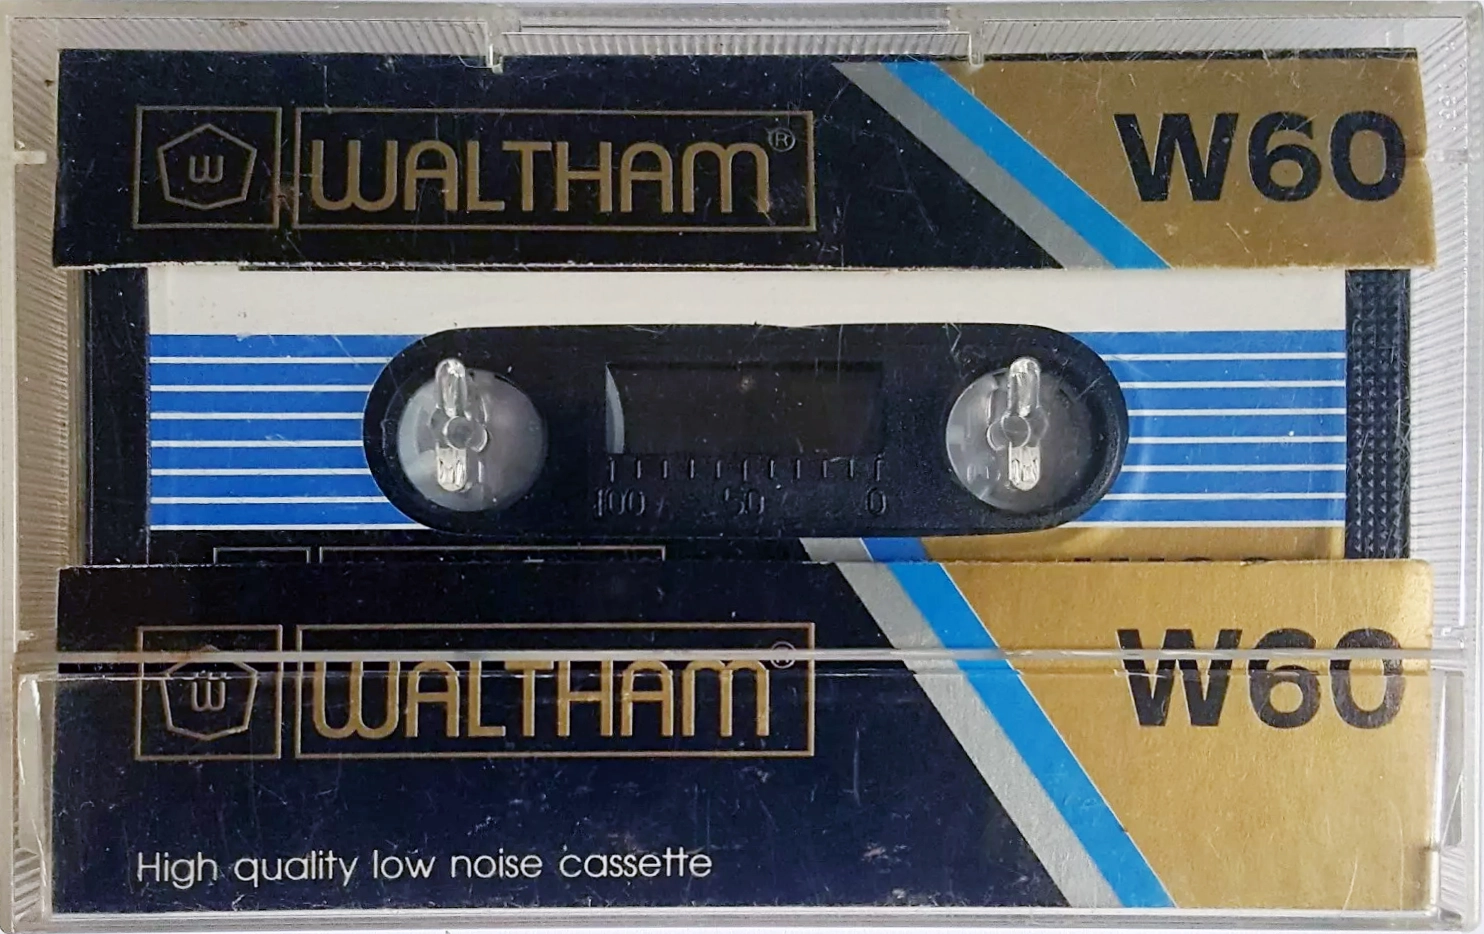 W WALTHAM® W60
100 50 0
W WALTHAM® W60
High quality low noise cassette